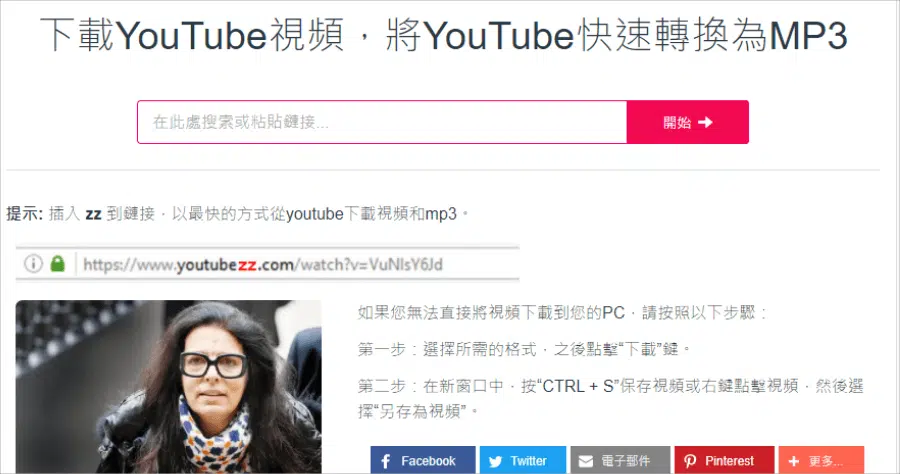 下載YouTube視頻，將YouTube快速轉換為MP3
在此處搜索或粘貼鏈接...
開始
提示: 插入 zz 到鏈接，以最快的方式從youtube下載視頻和mp3。
https://www.youtubezz.com/watch?v=VuNIsY6Jd
如果您無法直接將視頻下載到您的PC，請按照以下步驟：
第一步：選擇所需的格式，之後點擊“下載”鍵。
第二步：在新窗口中，按“CTRL + S”保存視頻或右鍵點擊視頻，然後選
擇“另存為視頻”。
Facebook Twitter 電子郵件 Pinterest 更多...